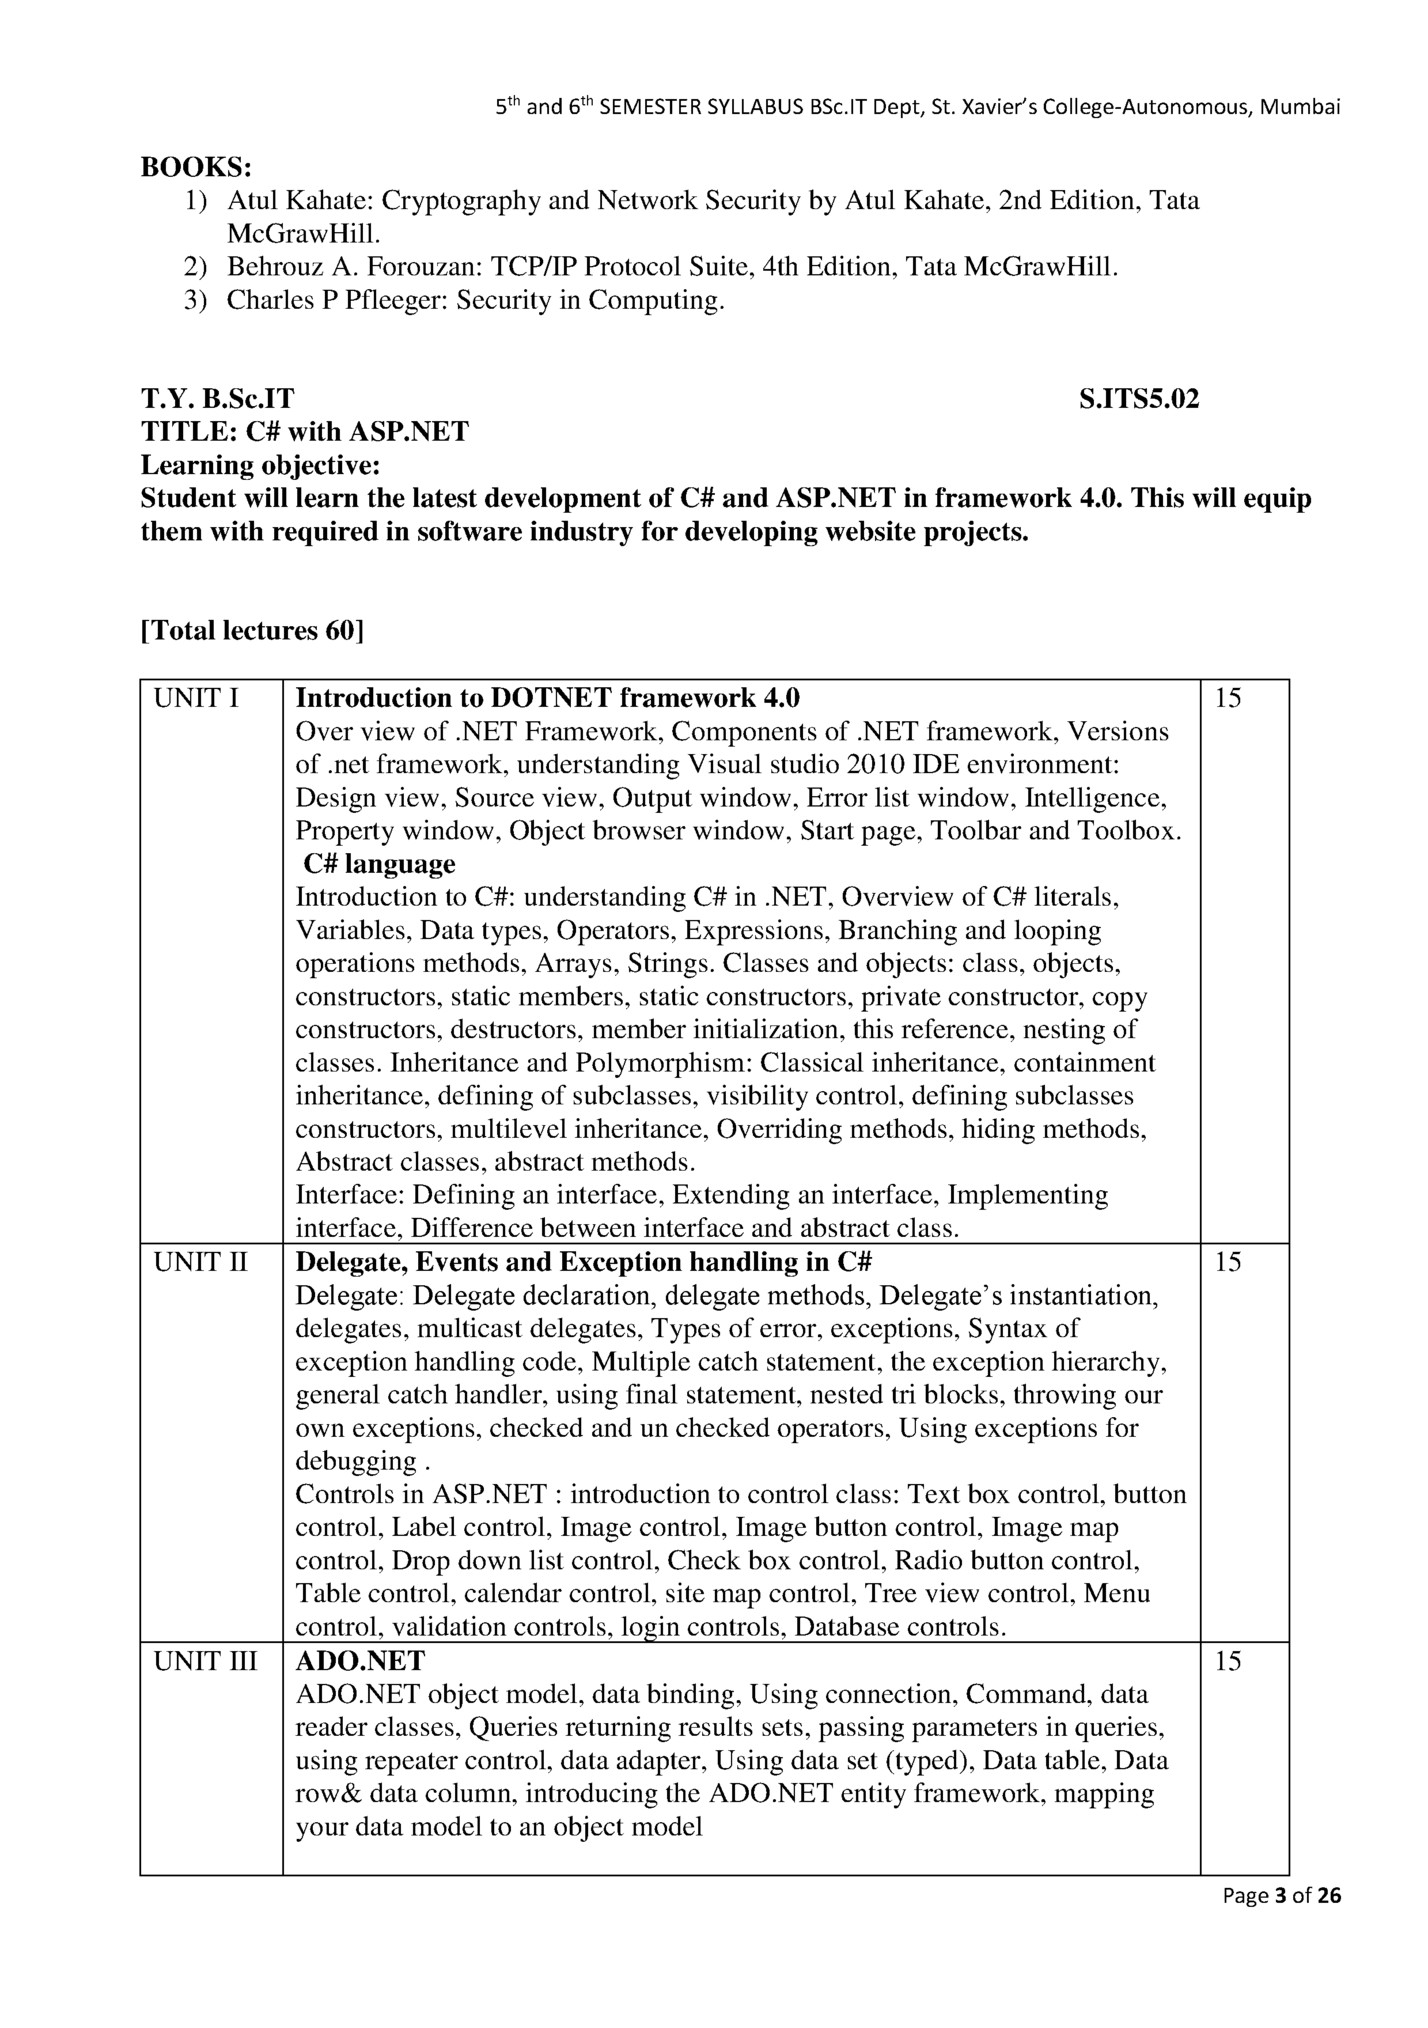 5th and 6th SEMESTER SYLLABUS BSc.IT Dept, St. Xavier’s College-Autonomous, Mumbai
BOOKS:
1) Atul Kahate: Cryptography and Network Security by Atul Kahate, 2nd Edition, Tata
McGrawHill.
2) Behrouz A. Forouzan: TCP/IP Protocol Suite, 4th Edition, Tata McGrawHill.
3) Charles P Pfleeger: Security in Computing.
T.Y. B.Sc.IT S.ITS5.02
TITLE: C# with ASP.NET
Learning objective:
Student will learn the latest development of C# and ASP.NET in framework 4.0. This will equip
them with required in software industry for developing website projects.
[Total lectures 60]
UNIT I Introduction to DOTNET framework 4.0 15
Over view of .NET Framework, Components of .NET framework, Versions
of .net framework, understanding Visual studio 2010 IDE environment:
Design view, Source view, Output window, Error list window, Intelligence,
Property window, Object browser window, Start page, Toolbar and Toolbox.
C# language
Introduction to C#: understanding C# in .NET, Overview of C# literals,
Variables, Data types, Operators, Expressions, Branching and looping
operations methods, Arrays, Strings. Classes and objects: class, objects,
constructors, static members, static constructors, private constructor, copy
constructors, destructors, member initialization, this reference, nesting of
classes. Inheritance and Polymorphism: Classical inheritance, containment
inheritance, defining of subclasses, visibility control, defining subclasses
constructors, multilevel inheritance, Overriding methods, hiding methods,
Abstract classes, abstract methods.
Interface: Defining an interface, Extending an interface, Implementing
interface, Difference between interface and abstract class.
UNIT II Delegate, Events and Exception handling in C# 15
Delegate: Delegate declaration, delegate methods, Delegate’s instantiation,
delegates, multicast delegates, Types of error, exceptions, Syntax of
exception handling code, Multiple catch statement, the exception hierarchy,
general catch handler, using final statement, nested tri blocks, throwing our
own exceptions, checked and un checked operators, Using exceptions for
debugging .
Controls in ASP.NET : introduction to control class: Text box control, button
control, Label control, Image control, Image button control, Image map
control, Drop down list control, Check box control, Radio button control,
Table control, calendar control, site map control, Tree view control, Menu
control, validation controls, login controls, Database controls.
UNIT III ADO.NET 15
ADO.NET object model, data binding, Using connection, Command, data
reader classes, Queries returning results sets, passing parameters in queries,
using repeater control, data adapter, Using data set (typed), Data table, Data
row& data column, introducing the ADO.NET entity framework, mapping
your data model to an object model
Page 3 of 26